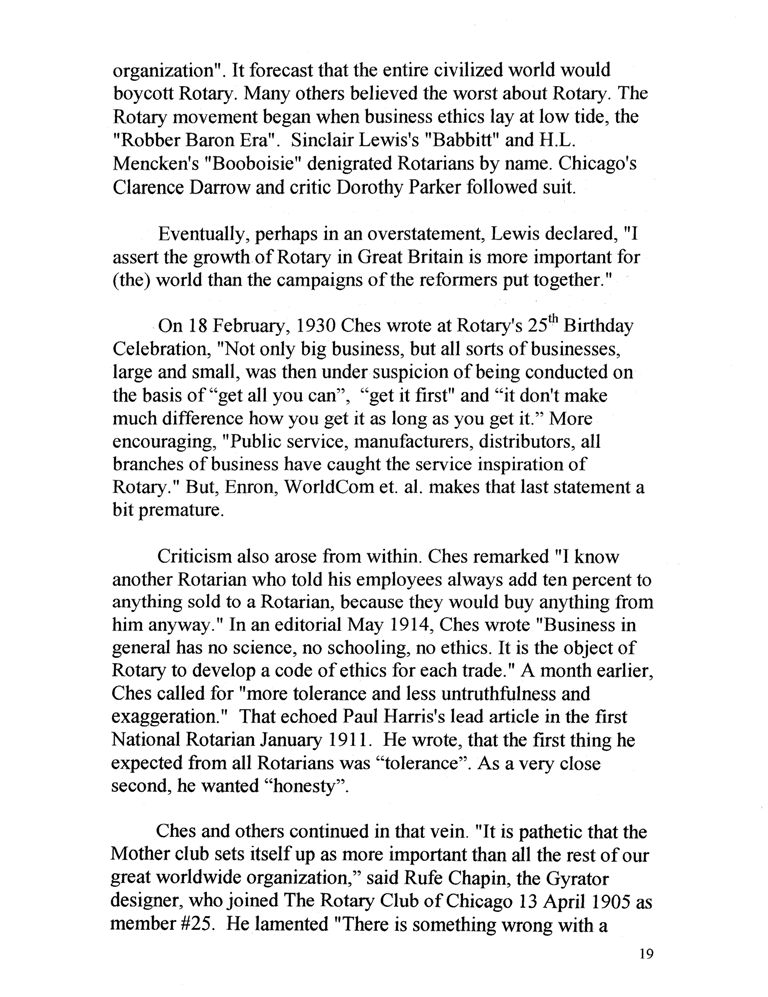 organization". It forecast that the entire civilized world would
boycott Rotary. Many others believed the worst about Rotary. The
Rotary movement began when business ethics lay at low tide, the
"Robber Baron Era".  Sinclair Lewis's "Babbitt" and H.L.
Mencken's "Booboisie" denigrated Rotarians by name. Chicago's
Clarence Darrow and critic Dorothy Parker followed suit.
Eventually, perhaps in an overstatement, Lewis declared, "I
assert the growth of Rotary in Great Britain is more important for
(the) world than the campaigns of the reformers put together."
On 18 February, 1930 Ches wrote at Rotary's 25th Birthday
Celebration, "Not only big business, but all sorts of businesses,
large and small, was then under suspicion of being conducted on
the basis of “get all you can”,  “get it first" and “it don't make
much difference how you get it as long as you get it.” More
encouraging, "Public service, manufacturers, distributors, all
branches of business have caught the service inspiration of
Rotary." But, Enron, WorldCom et. al. makes that last statement a
bit premature.
Criticism also arose from within. Ches remarked "I know
another Rotarian who told his employees always add ten percent to
anything sold to a Rotarian, because they would buy anything from
him anyway." In an editorial May 1914, Ches wrote "Business in
general has no science, no schooling, no ethics. It is the object of
Rotary to develop a code of ethics for each trade." A month earlier,
Ches called for "more tolerance and less untruthfulness and
exaggeration."  That echoed Paul Harris's lead article in the first
National Rotarian January 1911.  He wrote, that the first thing he
expected from all Rotarians was “tolerance”. As a very close
second, he wanted “honesty”.
Ches and others continued in that vein. "It is pathetic that the
Mother club sets itself up as more important than all the rest of our
great worldwide organization,” said Rufe Chapin, the Gyrator
designer, who joined The Rotary Club of Chicago 13 April 1905 as
member #25.  He lamented "There is something wrong with a
19